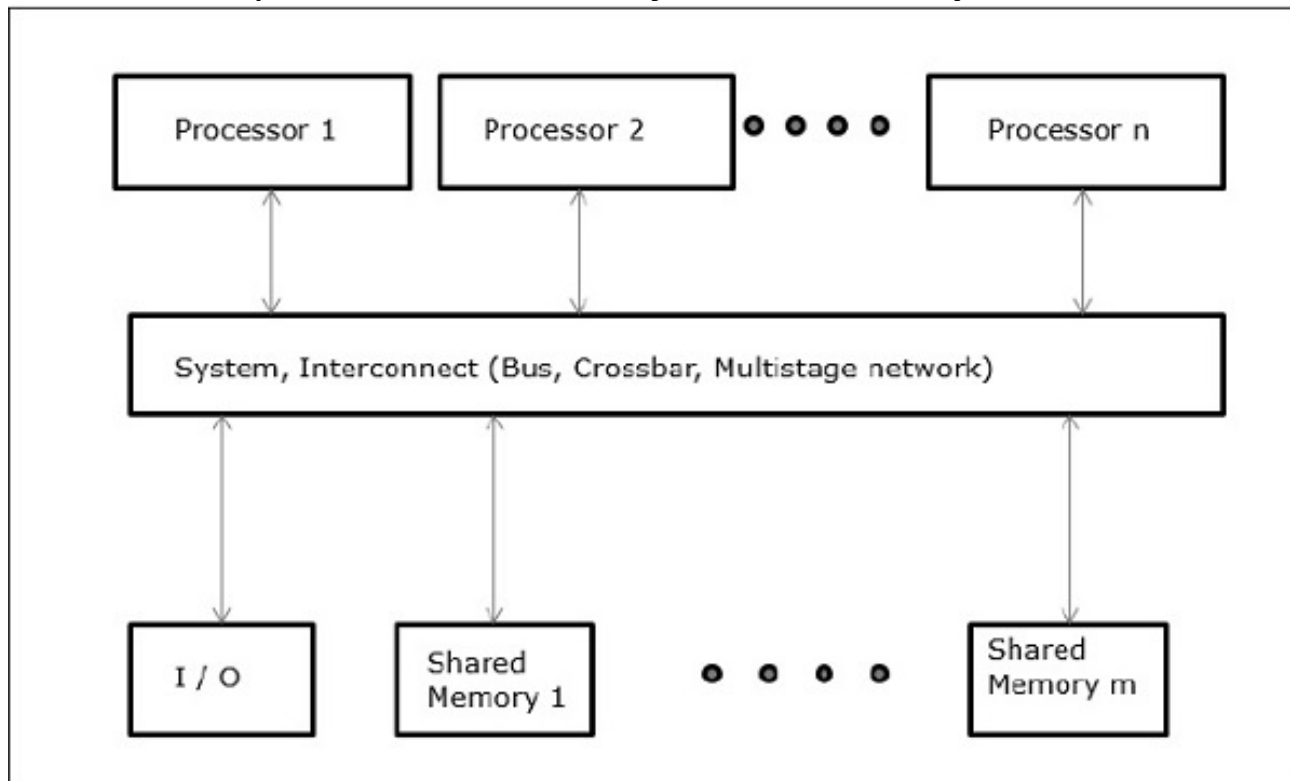 Processor 1
Processor 2
Processor n
System, Interconnect (Bus, Crossbar, Multistage network)
I / O
Shared
Memory 1
Shared
Memory m